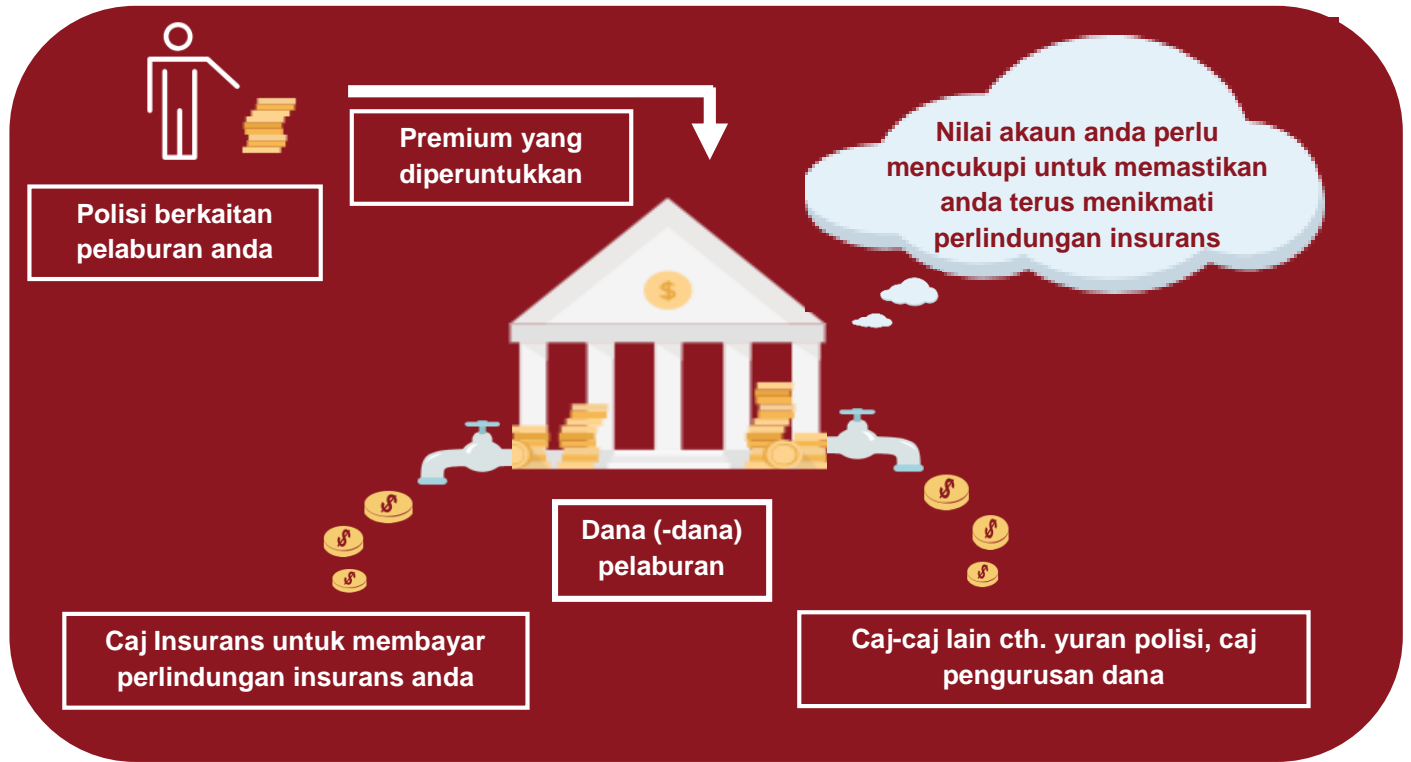 Premium yang
diperuntukkan
Nilai akaun anda perlu
mencukupi untuk memastikan
anda terus menikmati
perlindungan insurans
Polisi berkaitan
pelaburan anda
$
Dana (-dana)
pelaburan
$
$
$
$
$
$
Caj Insurans untuk membayar
perlindungan insurans anda
Caj-caj lain cth. yuran polisi, caj
pengurusan dana